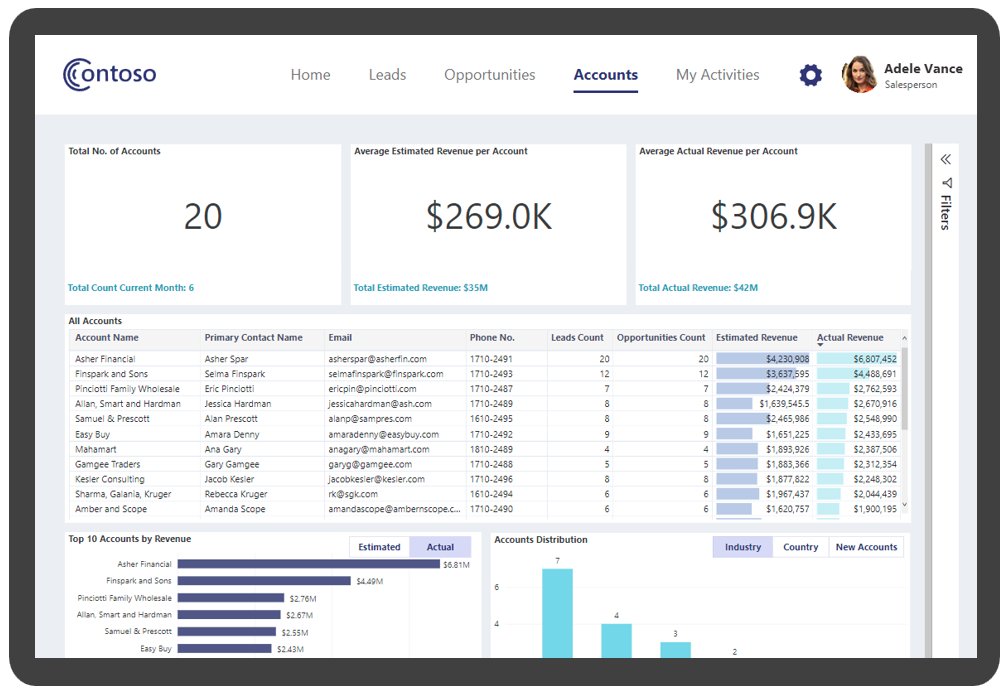 Contoso
Home Leads Opportunities Accounts My Activities
Adele Vance
Salesperson
Total No. of Accounts
20
Total Count Current Month: 6
Average Estimated Revenue per Account
$269.0K
Total Estimated Revenue: $35M
Average Actual Revenue per Account
$306.9K
Total Actual Revenue: $42M
Filters
All Accounts
Account Name Primary Contact Name Email Phone No. Leads Count Opportunities Count Estimated Revenue Actual Revenue
Asher Financial Asher Spar asherspar@asherfin.com 1710-2491 20 20 $4,230,908 $6,807,452
Finspark and Sons Selma Finspark selmafinspark@finspark.com 1710-2493 12 12 $3,637,595 $4,488,691
Pinciotti Family Wholesale Eric Pinciotti ericpin@pinciotti.com 1710-2487 7 7 $2,424,379 $2,762,593
Allan, Smart and Hardman Jessica Hardman jessicahardman@ash.com 1710-2489 8 8 $1,639,545.5 $2,670,916
Samuel & Prescott Alan Prescott alanp@sampres.com 1610-2495 8 8 $2,465,986 $2,548,990
Easy Buy Amara Denny amaradenny@easybuy.com 1710-2492 9 9 $1,651,225 $2,433,695
Mahamart Ana Gary anagary@mahamart.com 1810-2489 4 4 $1,893,926 $2,387,506
Gamgee Traders Gary Gamgee garyg@gamgee.com 1710-2488 5 5 $1,883,366 $2,312,354
Kesler Consulting Jacob Kesler jacobkesler@kesler.com 1710-2496 8 8 $1,877,822 $2,248,302
Sharma, Galania, Kruger Rebecca Kruger rk@sgk.com 1610-2494 6 6 $1,967,437 $2,044,439
Amber and Scope Amanda Scope amandascope@ambernscope.c... 1710-2490 6 6 $1,620,757 $1,900,195
Top 10 Accounts by Revenue
Estimated Actual
Asher Financial $6.81M
Finspark and Sons $4.49M
Pinciotti Family Wholesale $2.76M
Allan, Smart and Hardman $2.67M
Samuel & Prescott $2.55M
Easy Buy $2.43M
Accounts Distribution
Industry Country New Accounts
7
6
4 4
3
2